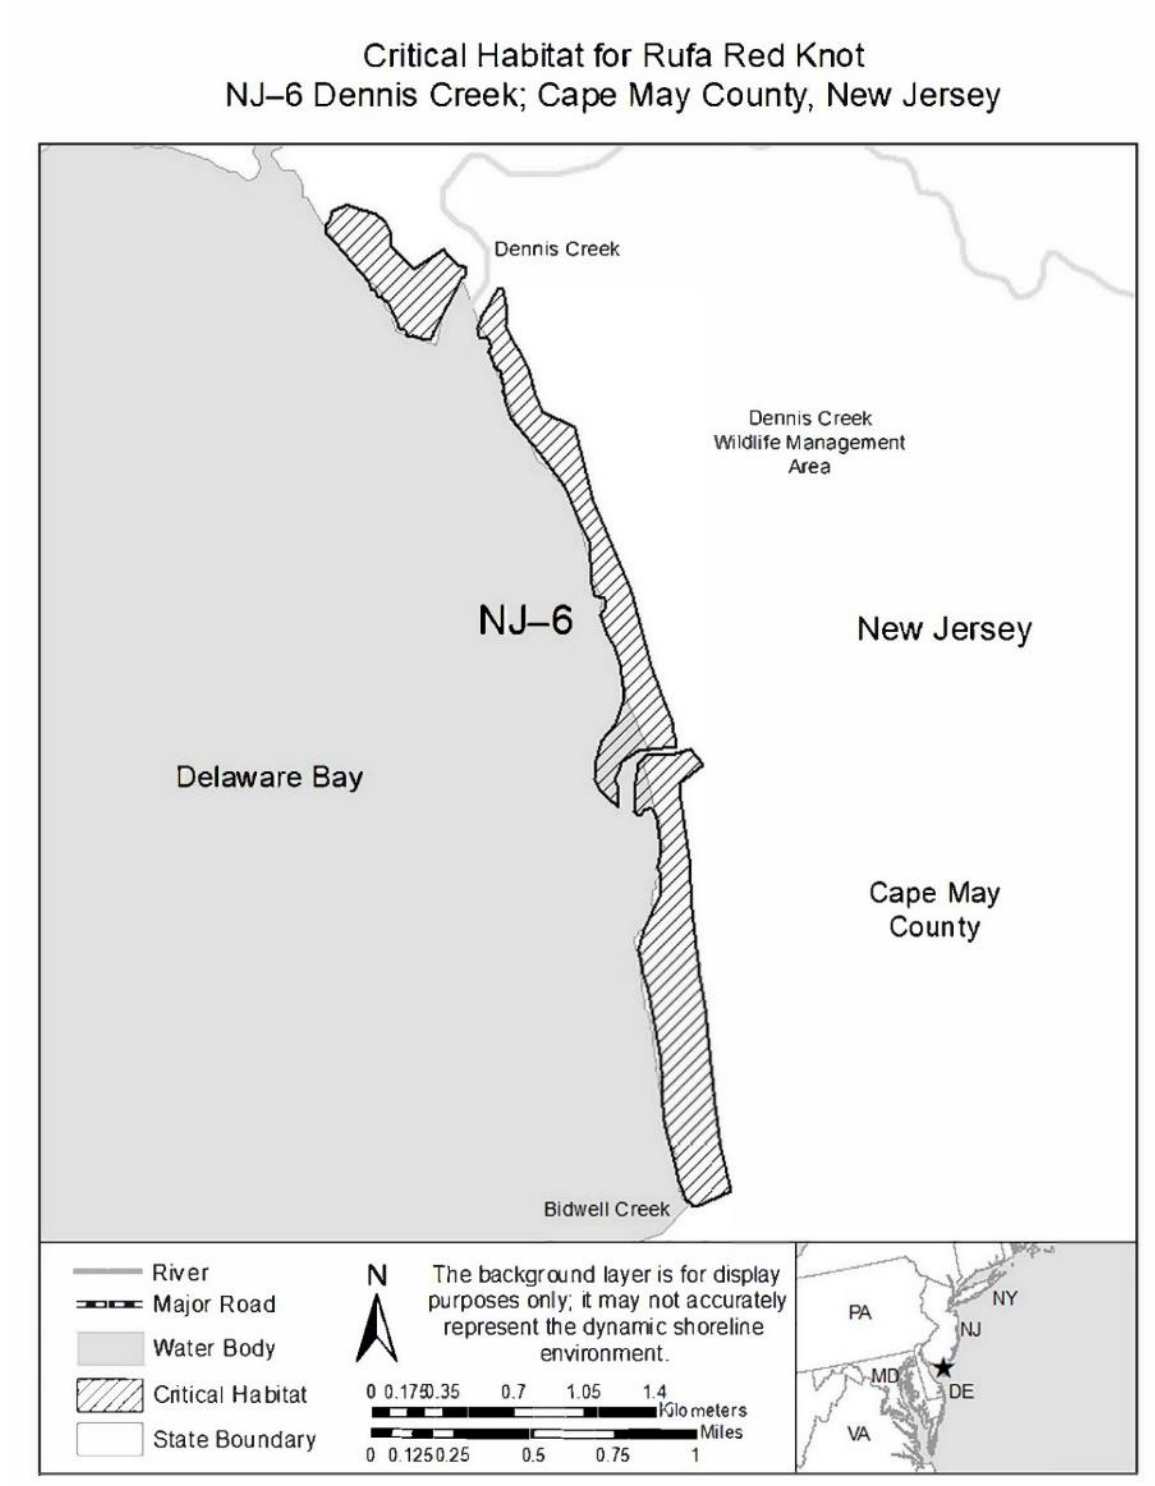 Critical Habitat for Rufa Red Knot
NJ–6 Dennis Creek; Cape May County, New Jersey
Dennis Creek
Dennis Creek
Wildlife Management
Area
NJ–6
New Jersey
Delaware Bay
Cape May
County
Bidwell Creek
River
Major Road
Water Body
Critical Habitat
State Boundary
N
The background layer is for display
purposes only; it may not accurately
represent the dynamic shoreline
environment.
0 0.175 0.35 0.7 1.05 1.4
Kilometers
Miles
0 0.125 0.25 0.5 0.75 1
PA
NY
NJ
MD
DE
VA